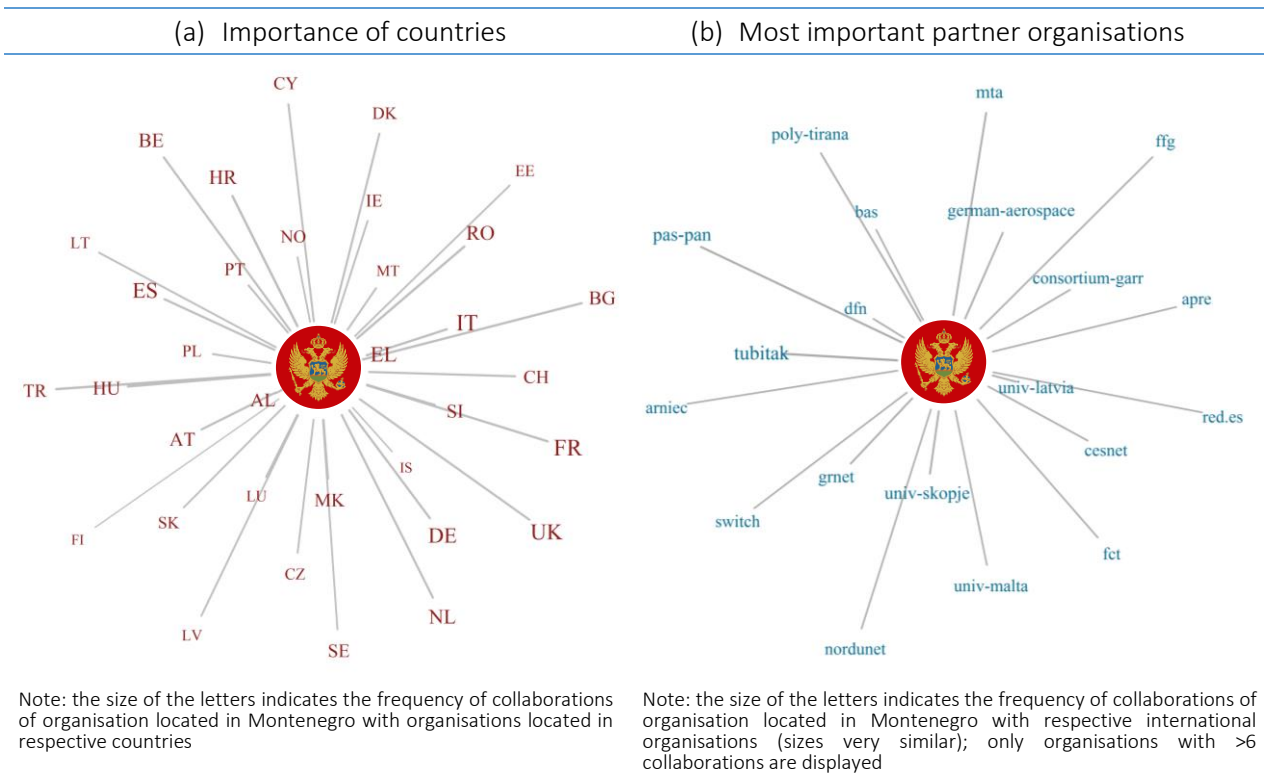 (a) Importance of countries
(b) Most important partner organisations
CY
DK
BE
HR
EE
IE
RO
NO
LT
PT
MT
ES
BG
IT
PL
EL
CH
TR
HU
AL
SI
AT
FR
IS
LU
MK
SK
UK
DE
FI
CZ
NL
LV
SE
mta
poly-tirana
ffg
bas
german-aerospace
pas-pan
consortium-garr
apre
dfn
tubitak
univ-latvia
arniec
red.es
cesnet
grnet
univ-skopje
switch
fct
univ-malta
nordunet
Note: the size of the letters indicates the frequency of collaborations
of organisation located in Montenegro with organisations located in
respective countries
Note: the size of the letters indicates the frequency of collaborations of
organisation located in Montenegro with respective international
organisations (sizes very similar); only organisations with >6
collaborations are displayed